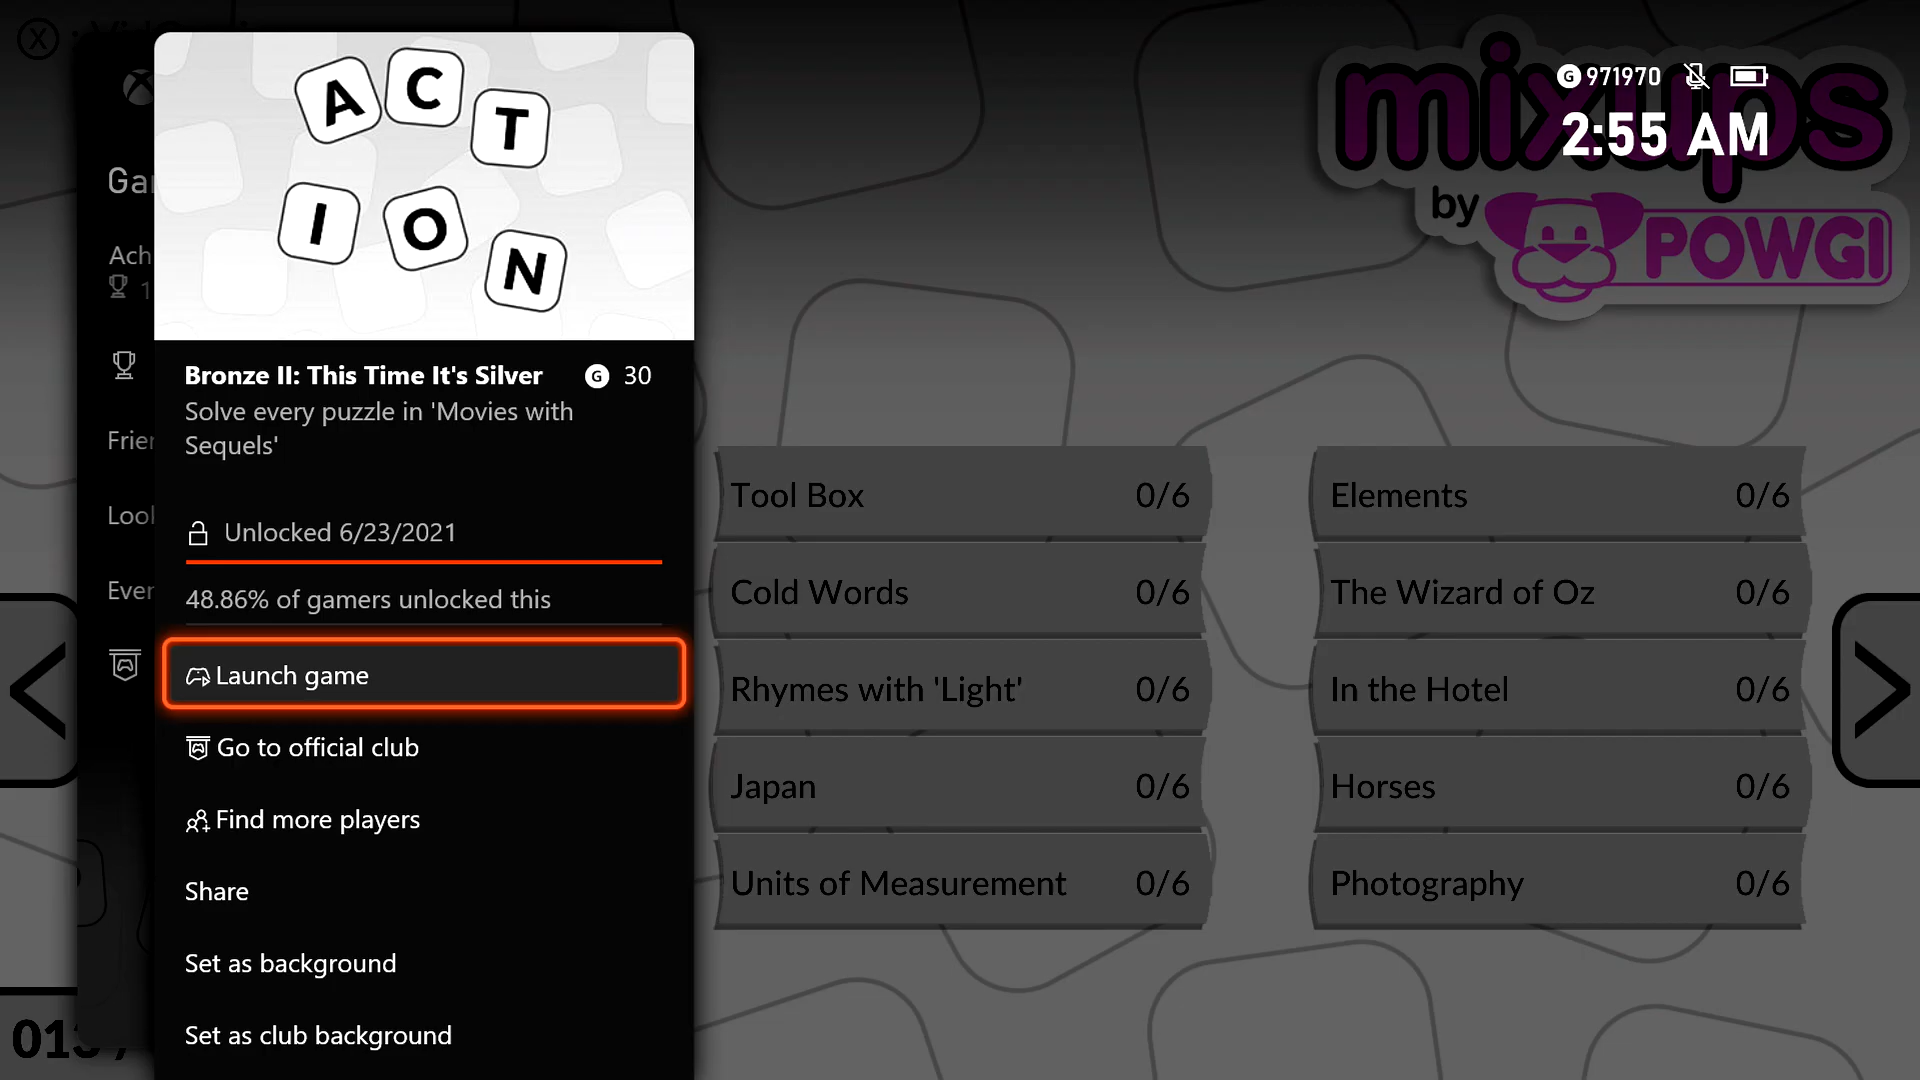 X
ACT
ION
mixups
by POWGI
971970
2:55 AM
Bronze II: This Time It's Silver
G 30
Solve every puzzle in 'Movies with
Sequels'
Unlocked 6/23/2021
48.86% of gamers unlocked this
Launch game
Go to official club
Find more players
Share
Set as background
Set as club background
Tool Box 0/6
Cold Words 0/6
Rhymes with 'Light' 0/6
Japan 0/6
Units of Measurement 0/6
Elements 0/6
The Wizard of Oz 0/6
In the Hotel 0/6
Horses 0/6
Photography 0/6